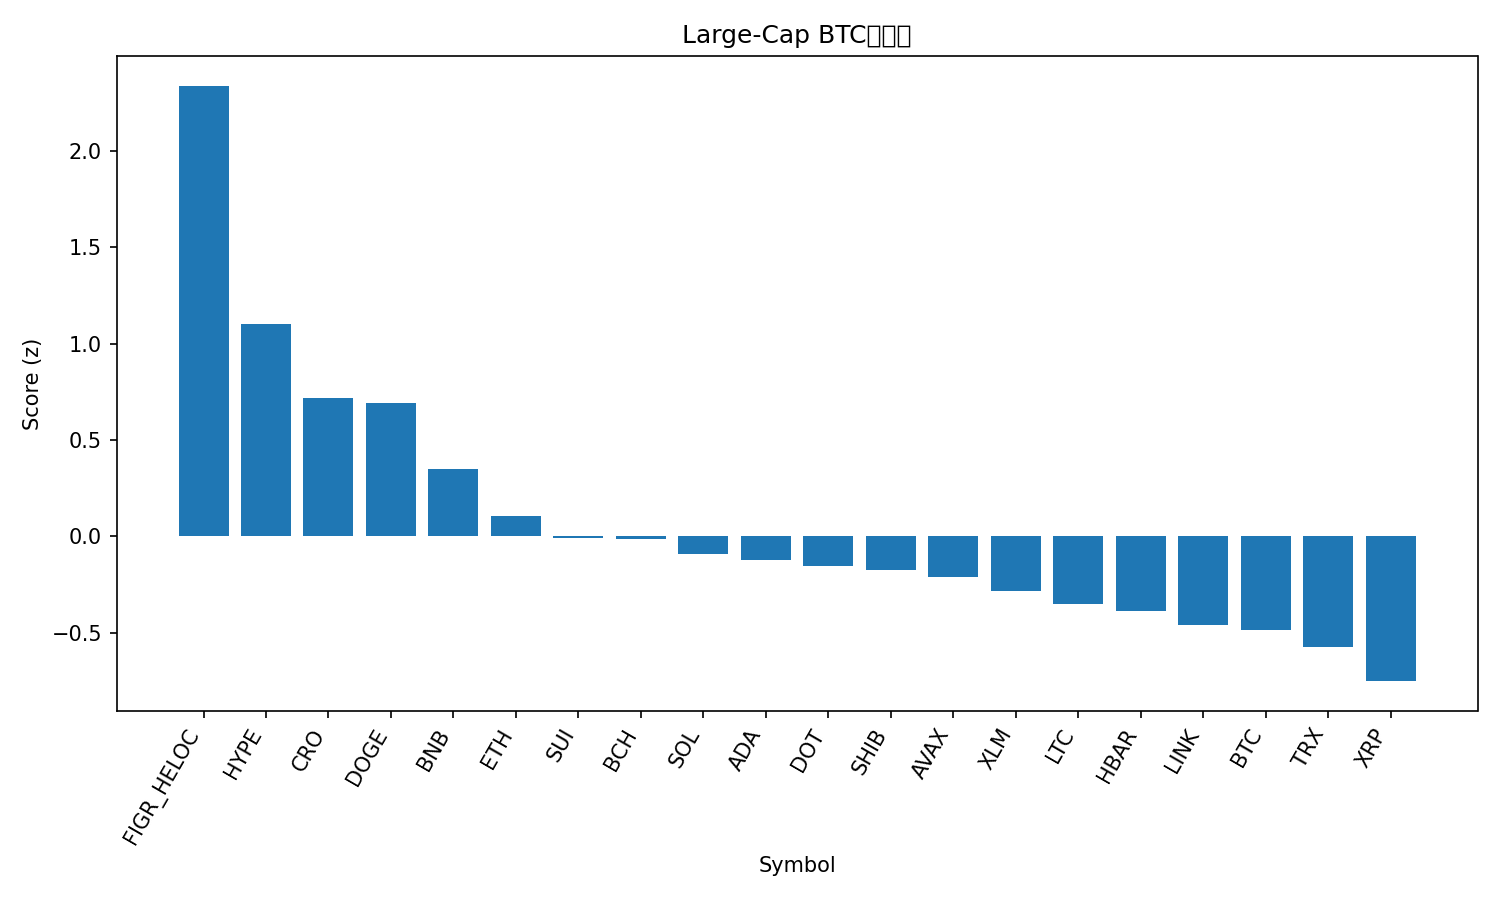 Large-Cap BTC
Score (z)
2.0
1.5
1.0
0.5
0.0
−0.5
FIGR_HELOC
HYPE
CRO
DOGE
BNB
ETH
SUI
BCH
SOL
ADA
DOT
SHIB
AVAX
XLM
LTC
HBAR
LINK
BTC
TRX
XRP
Symbol